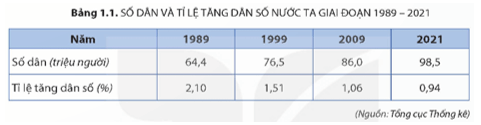 Bảng 1.1. SỐ DÂN VÀ TỈ LỆ TĂNG DÂN SỐ NƯỚC TA GIAI ĐOẠN 1989 – 2021
Năm 1989 1999 2009 2021
Số dân (triệu người) 64,4 76,5 86,0 98,5
Tỉ lệ tăng dân số (%) 2,10 1,51 1,06 0,94
(Nguồn: Tổng cục Thống kê)